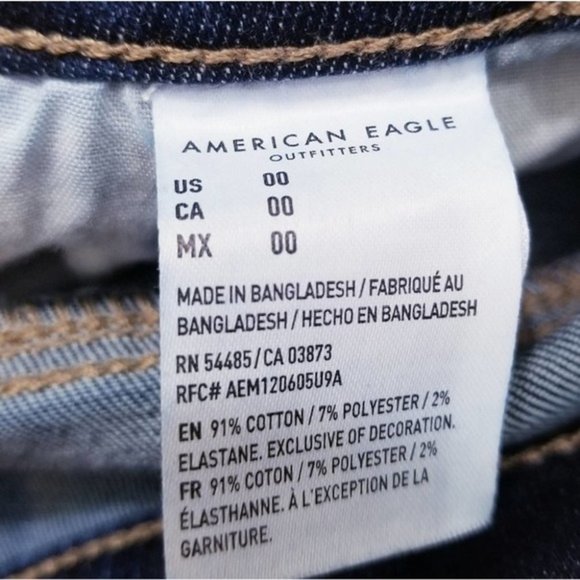 AMERICAN EAGLE
OUTFITTERS
US 00
CA 00
MX 00
MADE IN BANGLADESH / FABRIQUÉ AU
BANGLADESH / HECHO EN BANGLADESH
RN 54485 / CA 03873
RFC# AEM120605U9A
EN 91% COTTON / 7% POLYESTER / 2%
ELASTANE. EXCLUSIVE OF DECORATION.
FR 91% COTON / 7% POLYESTER / 2%
ÉLASTHANNE. À L'EXCEPTION DE LA
GARNITURE.